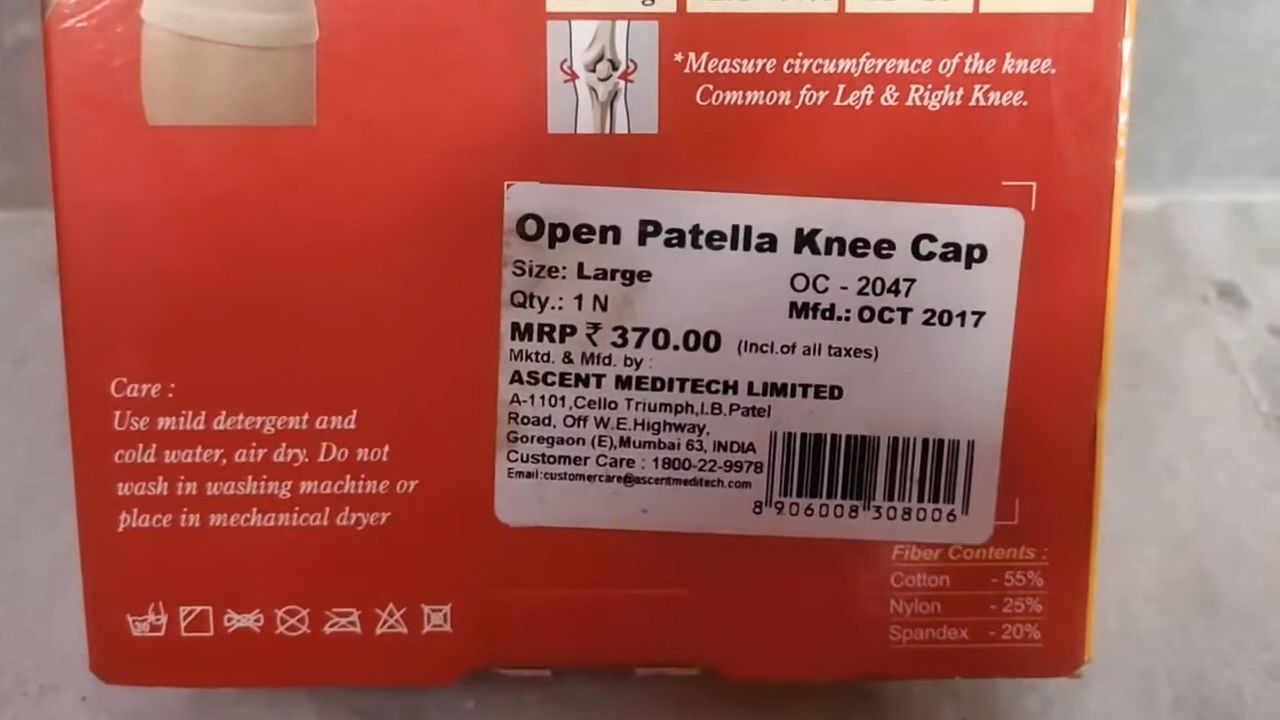 *Measure circumference of the knee.
Common for Left & Right Knee.
Open Patella Knee Cap
Size: Large
OC - 2047
Qty.: 1 N
Mfd.: OCT 2017
MRP ₹ 370.00 (Incl.of all taxes)
Mktd. & Mfd. by :
ASCENT MEDITECH LIMITED
A-1101,Cello Triumph,I.B.Patel
Road, Off W.E.Highway,
Goregaon (E),Mumbai 63, INDIA
Customer Care : 1800-22-9978
Email:customercare@ascentmeditech.com
8 906008 308006
Care :
Use mild detergent and
cold water, air dry. Do not
wash in washing machine or
place in mechanical dryer
30
Fiber Contents :
Cotton - 55%
Nylon - 25%
Spandex - 20%